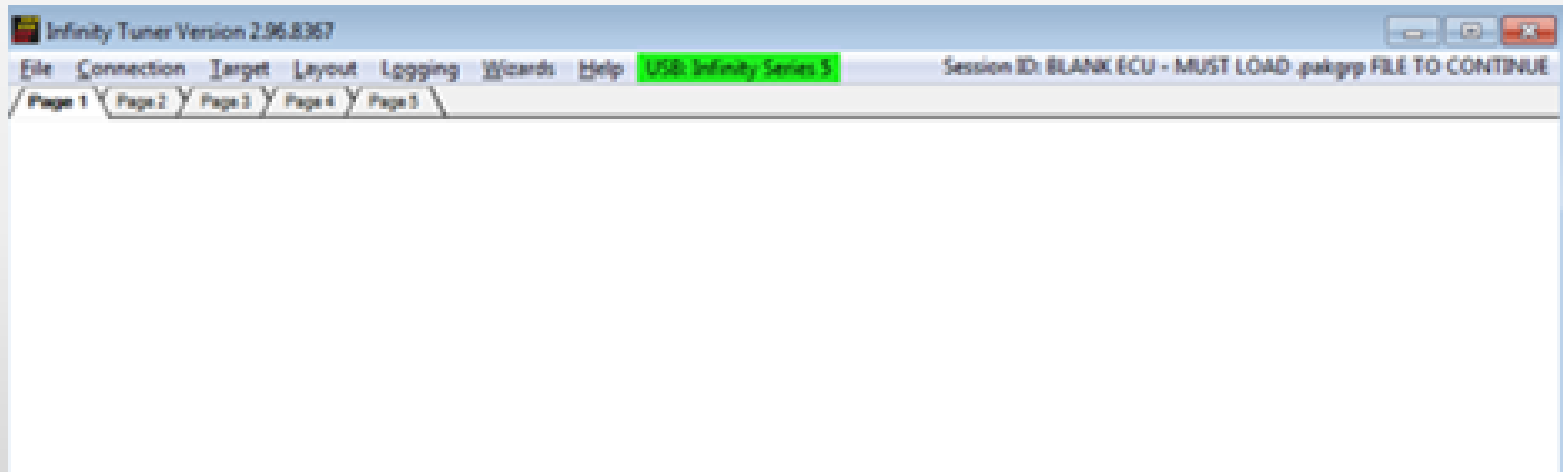 Infinity Tuner Version 2.96.8367
File Connection Target Layout Logging Wizards Help USB: Infinity Series 5 Session ID: BLANK ECU - MUST LOAD .pakgrp FILE TO CONTINUE
Page 1 Page 2 Page 3 Page 4 Page 5